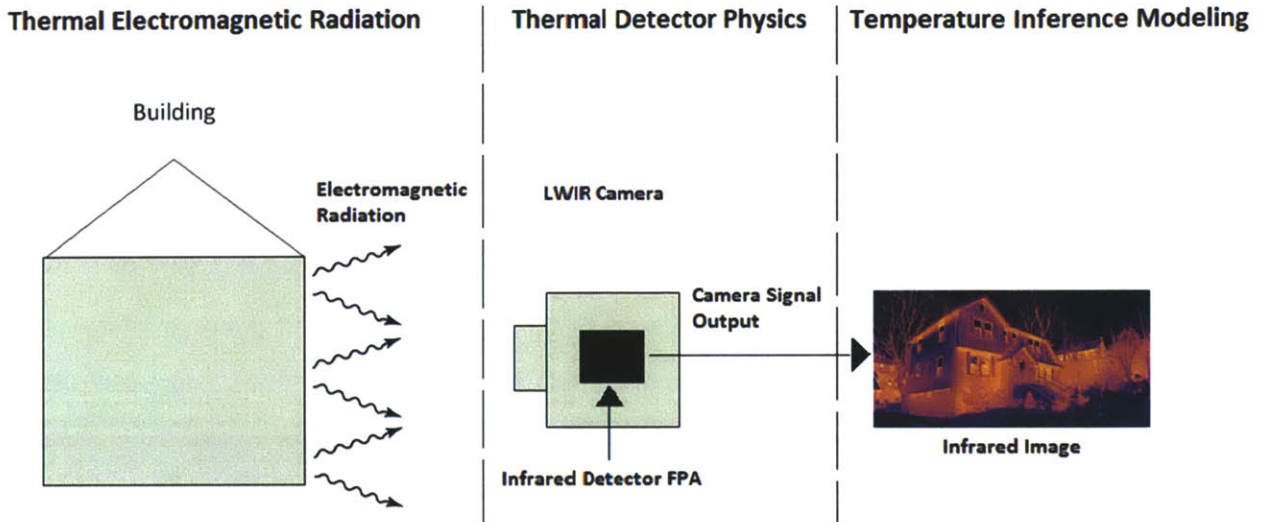 Thermal Electromagnetic Radiation
Thermal Detector Physics
Temperature Inference Modeling
Building
Electromagnetic
Radiation
LWIR Camera
Camera Signal
Output
Infrared Detector FPA
Infrared Image